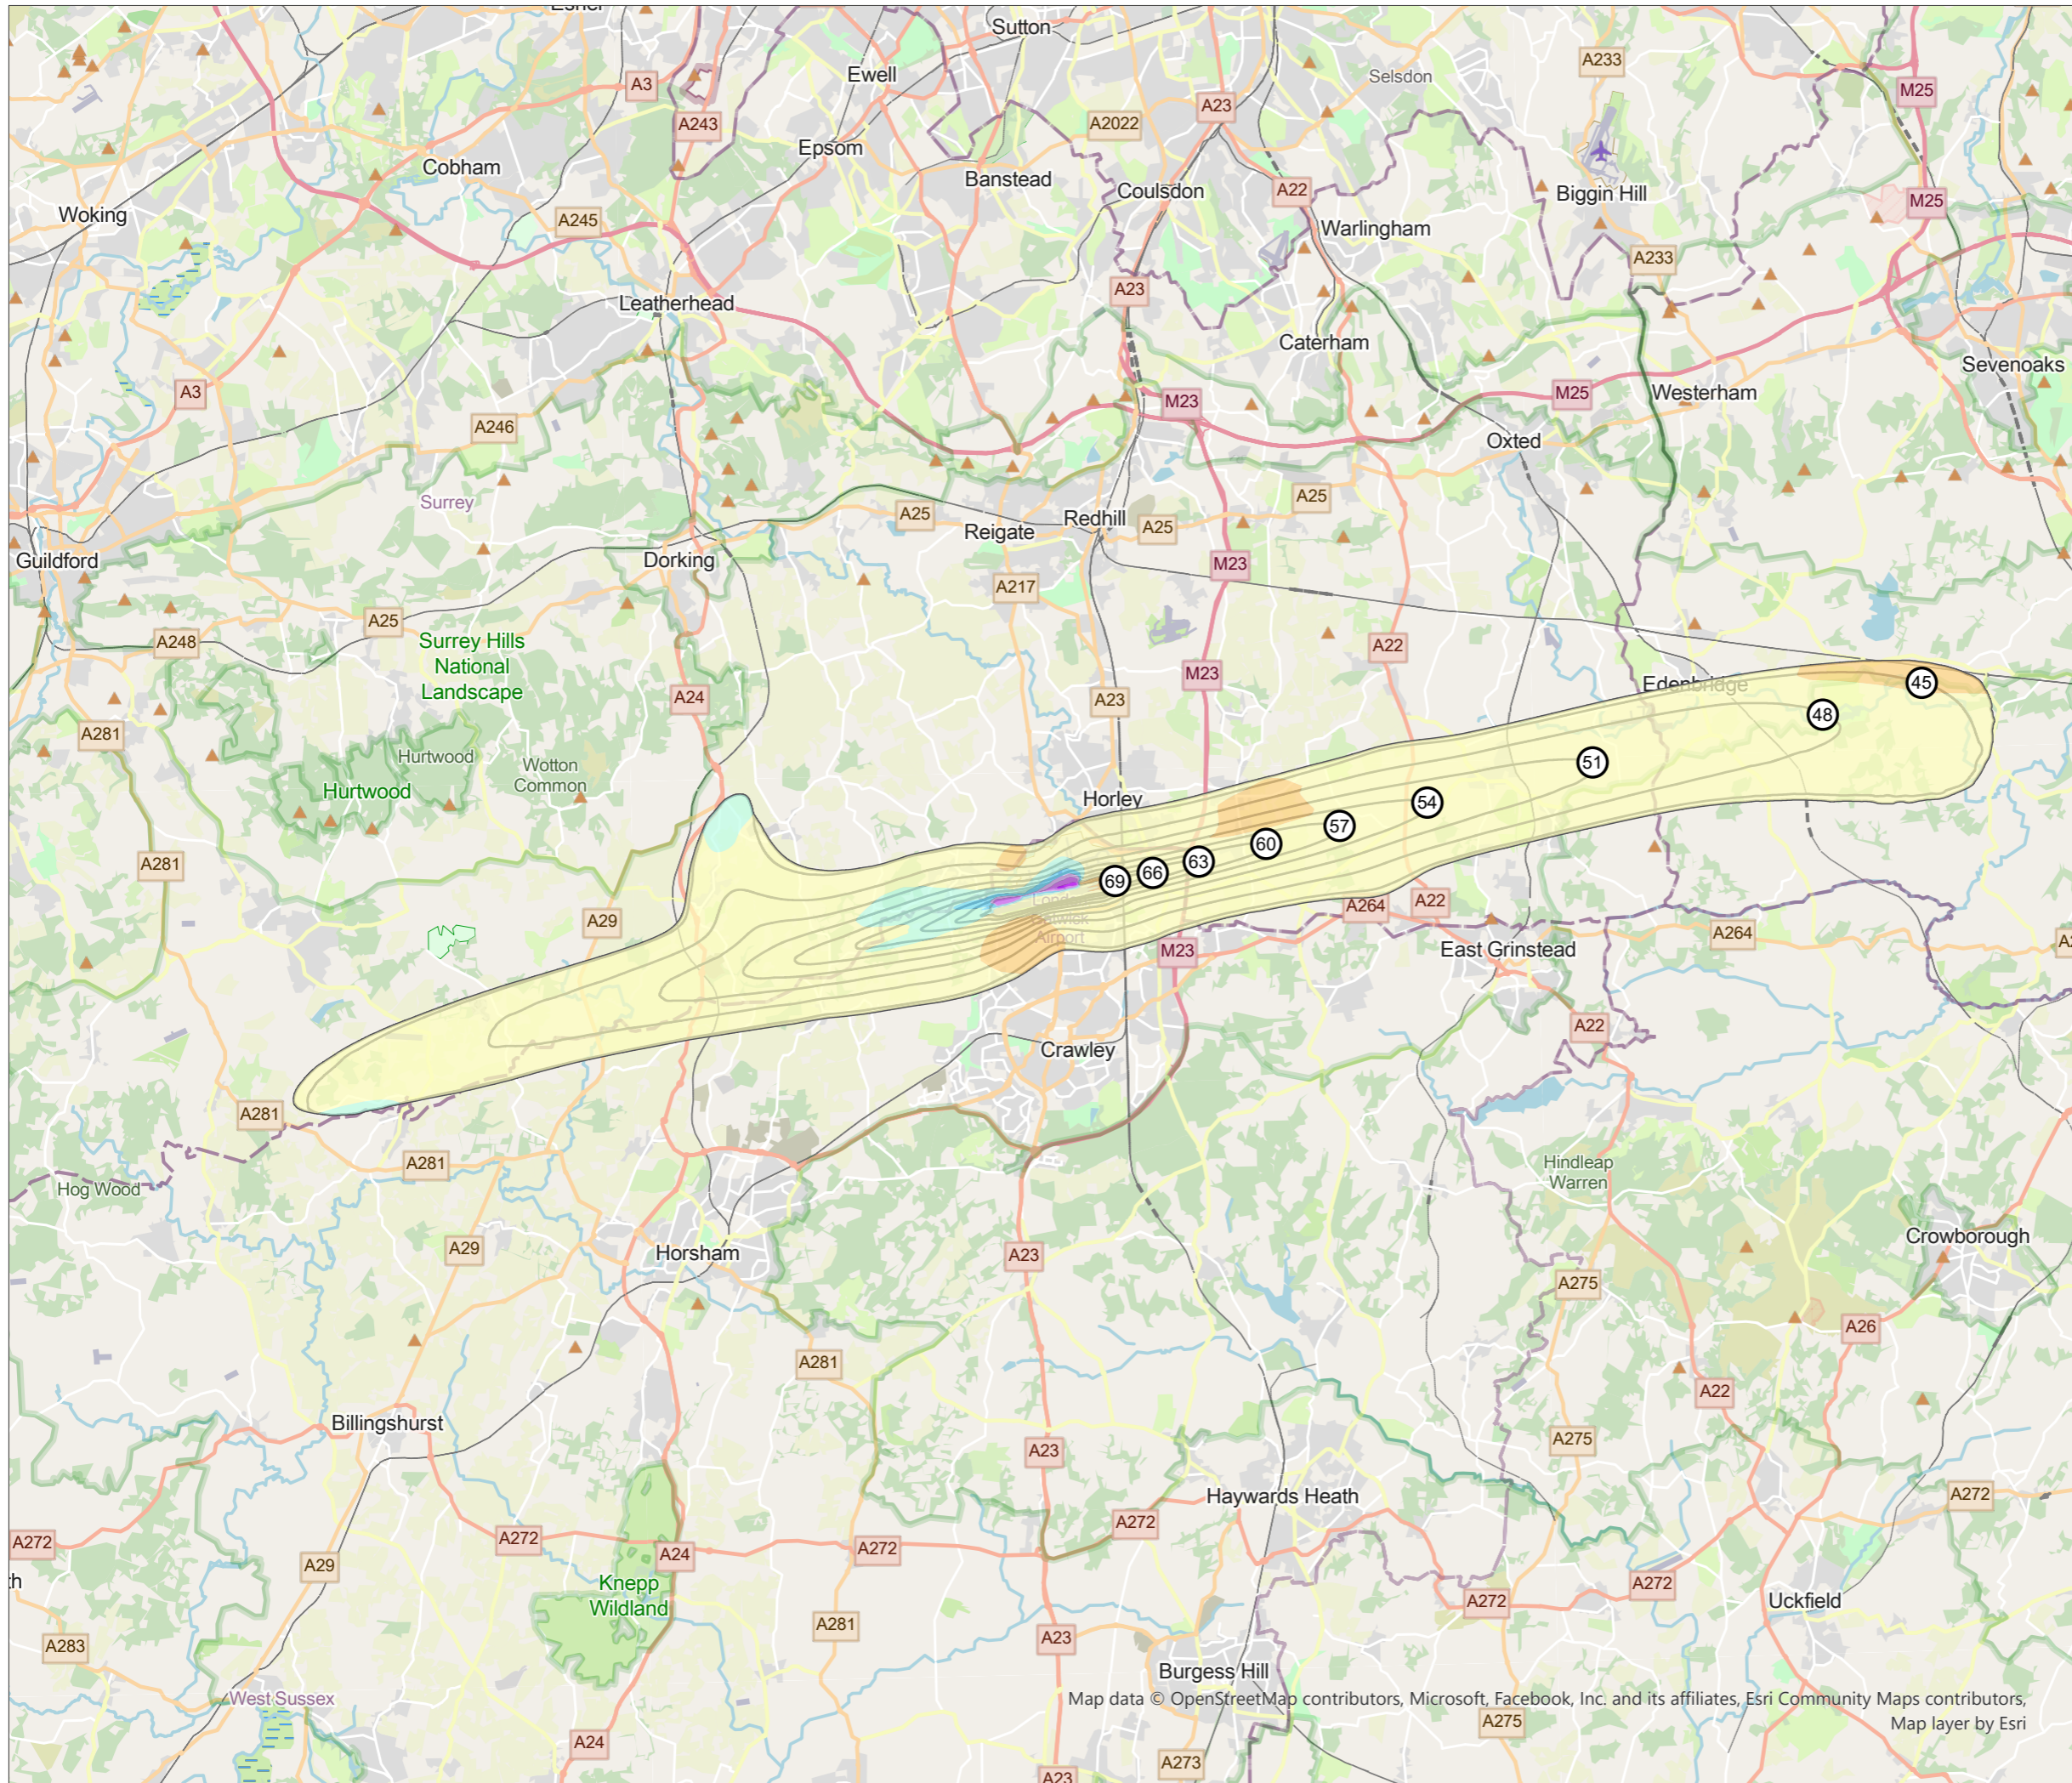 Sutton
Ewell
Selsdon
A233
A3
M25
A23
A243
A2022
Epsom
Cobham
Banstead
Coulsdon
A22
Biggin Hill
M25
Woking
A245
Warlingham
A233
A23
Leatherhead
Caterham
Sevenoaks
A3
M23
M25
Westerham
A246
Oxted
Surrey
A25
A25
Redhill
A25
Reigate
Guildford
Dorking
M23
A217
A25
A248
Surrey Hills
National
Landscape
A22
M23
Edenbridge
45
A24
A23
48
A281
Hurtwood
Wotton
Common
51
Hurtwood
Horley
54
57
60
A281
63
66
69
London
Gatwick
Airport
A22
A264
A29
A264
East Grinstead
M23
A22
Crawley
A281
A281
Hindleap
Warren
Hog Wood
Crowborough
A29
Horsham
A23
A275
A26
A281
A22
Billingshurst
A23
A275
Haywards Heath
A272
A272
A272
A272
A272
A24
A29
Knepp
Wildland
A272
A272
Uckfield
A281
A283
A23
Burgess Hill
West Sussex
Map data © OpenStreetMap contributors, Microsoft, Facebook, Inc. and its affiliates, Esri Community Maps contributors,
Map layer by Esri
A275
A24
A273
A23